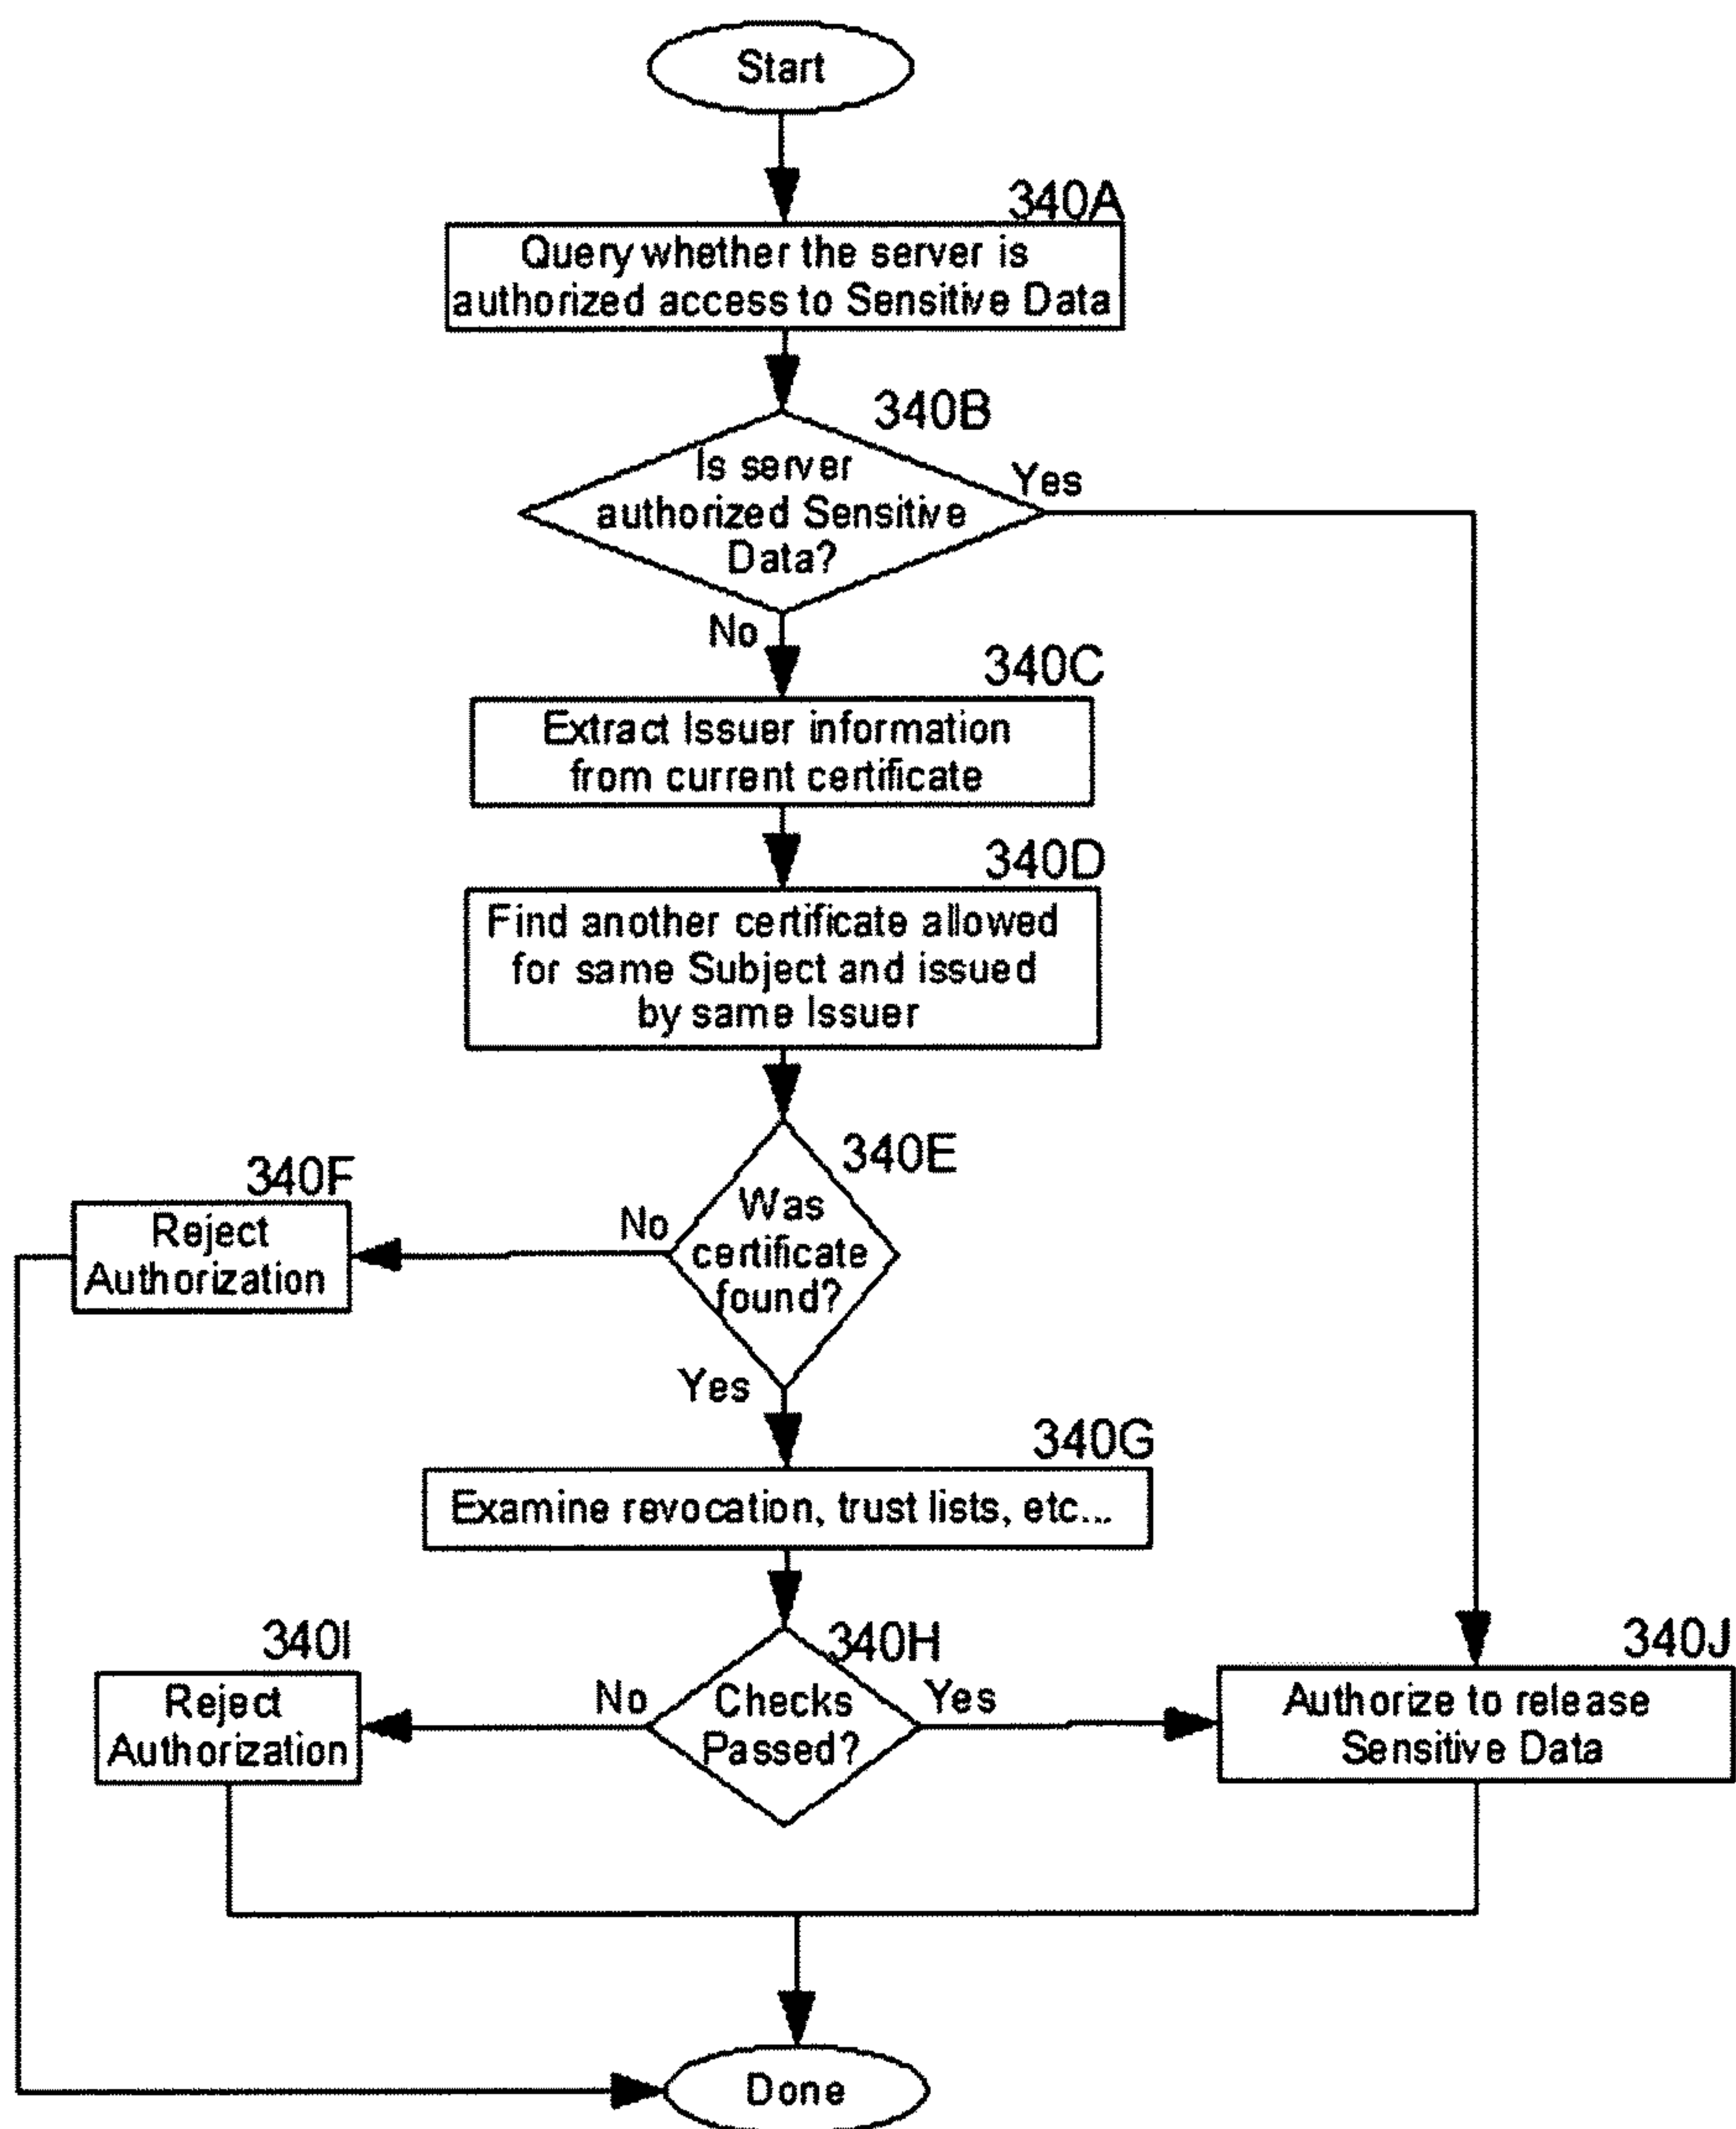 Start
340A
Query whether the server is
authorized access to Sensitive Data
340B
Is server
authorized Sensitive
Data?
Yes
No
340C
Extract Issuer information
from current certificate
340D
Find another certificate allowed
for same Subject and issued
by same Issuer
340E
Was
certificate
found?
No
340F
Reject
Authorization
Yes
340G
Examine revocation, trust lists, etc...
340H
Checks
Passed?
No
340I
Reject
Authorization
Yes
340J
Authorize to release
Sensitive Data
Done